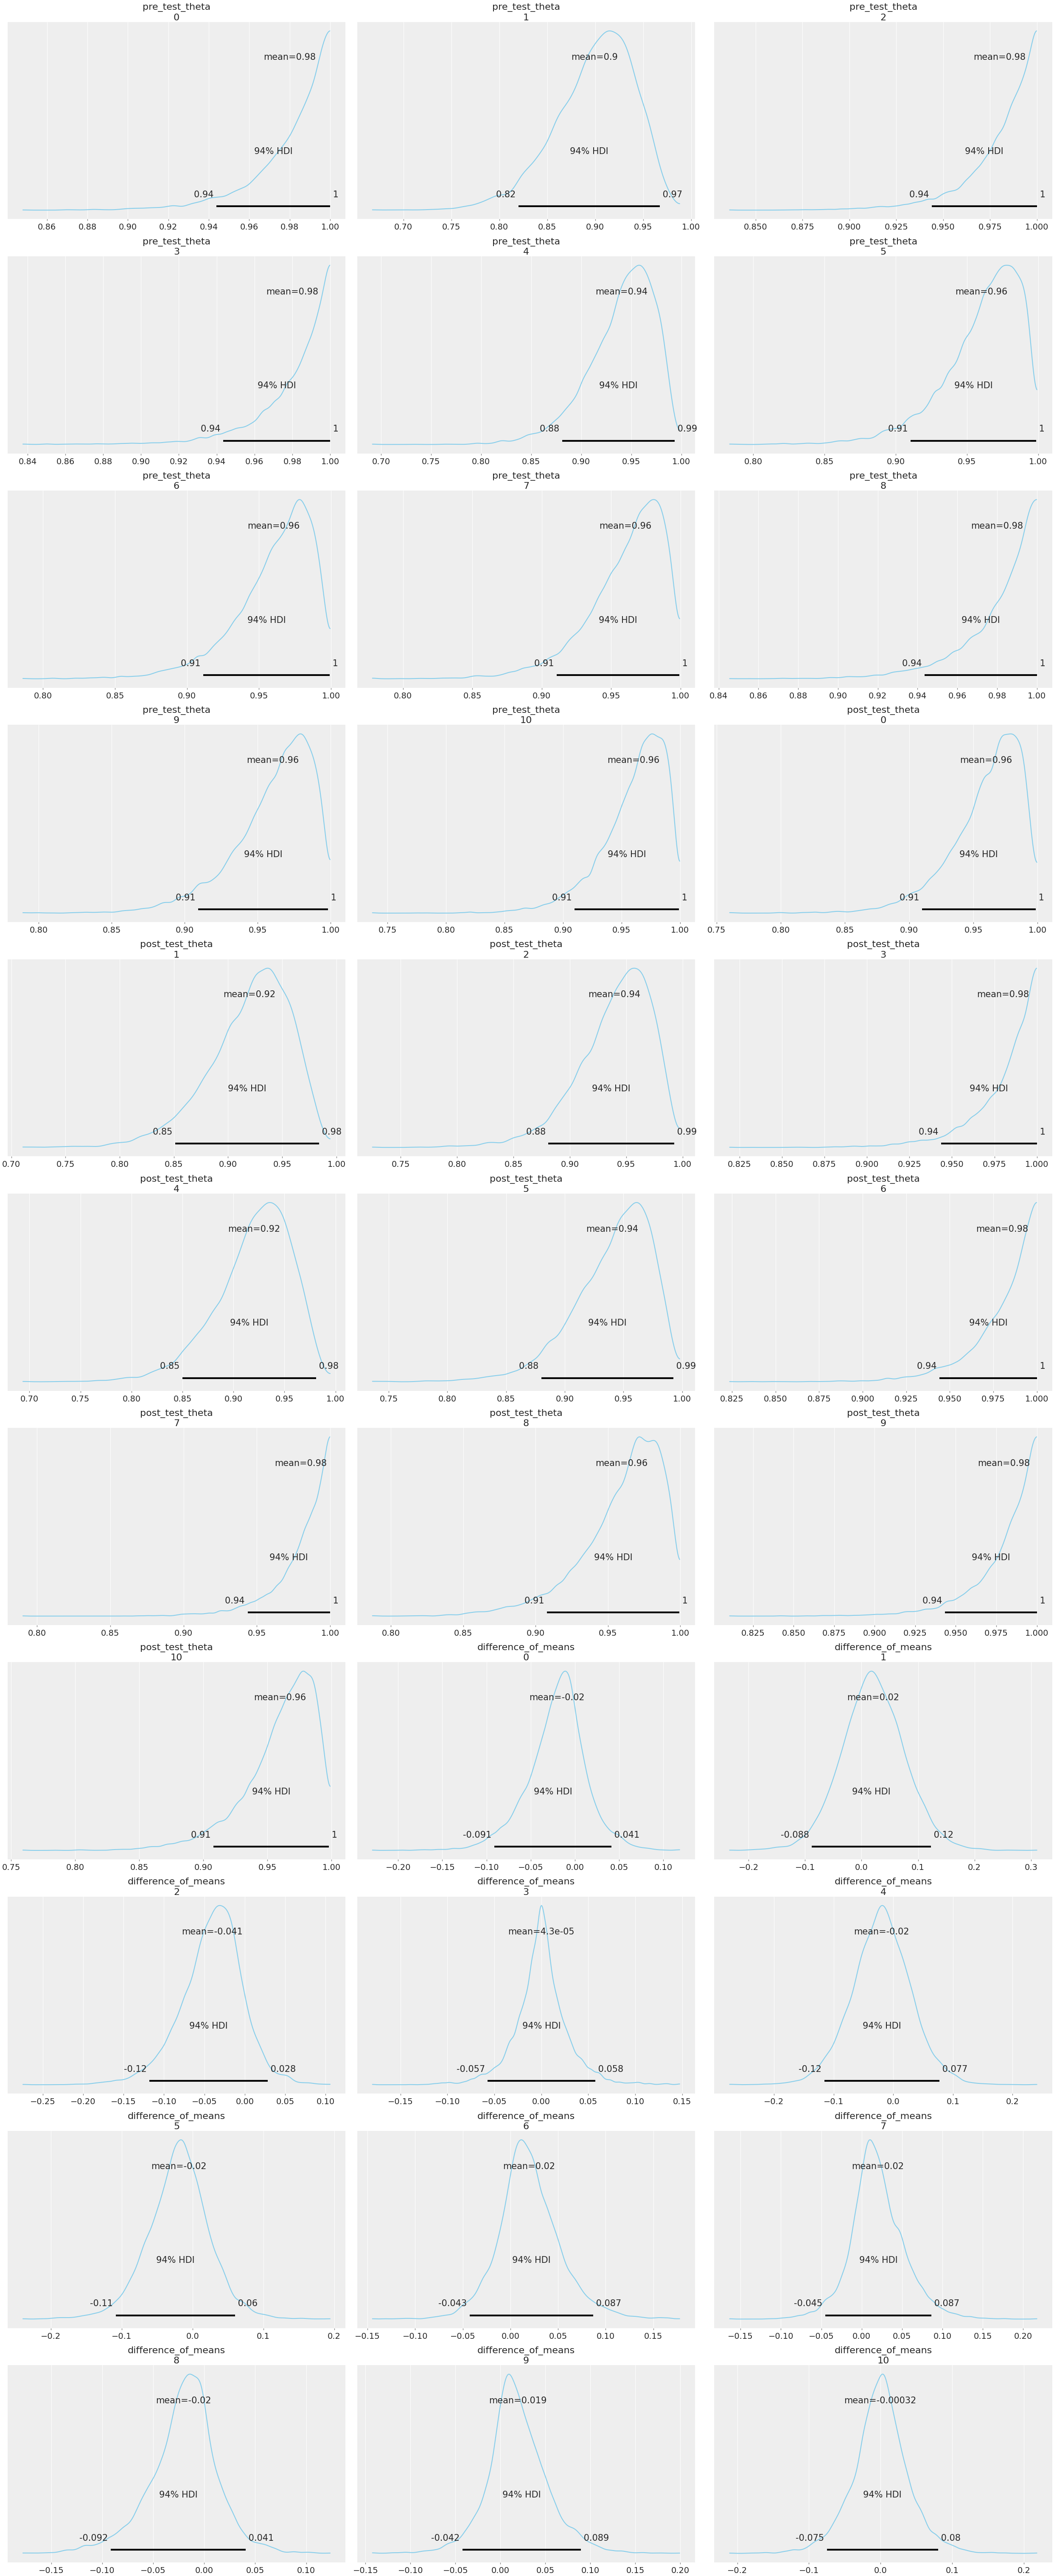 pre_test_theta
0
mean=0.98
94% HDI
0.94
1
0.86 0.88 0.90 0.92 0.94 0.96 0.98 1.00
pre_test_theta
1
mean=0.9
94% HDI
0.82
0.97
0.70 0.75 0.80 0.85 0.90 0.95 1.00
pre_test_theta
2
mean=0.98
94% HDI
0.94
1
0.850 0.875 0.900 0.925 0.950 0.975 1.000
pre_test_theta
3
mean=0.98
94% HDI
0.94
1
0.84 0.86 0.88 0.90 0.92 0.94 0.96 0.98 1.00
pre_test_theta
4
mean=0.94
94% HDI
0.88
0.99
0.70 0.75 0.80 0.85 0.90 0.95 1.00
pre_test_theta
5
mean=0.96
94% HDI
0.91
1
0.80 0.85 0.90 0.95 1.00
pre_test_theta
6
mean=0.96
94% HDI
0.91
1
0.80 0.85 0.90 0.95 1.00
pre_test_theta
7
mean=0.96
94% HDI
0.91
1
0.80 0.85 0.90 0.95 1.00
pre_test_theta
8
mean=0.98
94% HDI
0.94
1
0.84 0.86 0.88 0.90 0.92 0.94 0.96 0.98 1.00
pre_test_theta
9
mean=0.96
94% HDI
0.91
1
0.80 0.85 0.90 0.95 1.00
pre_test_theta
10
mean=0.96
94% HDI
0.91
1
0.75 0.80 0.85 0.90 0.95 1.00
post_test_theta
0
mean=0.96
94% HDI
0.91
1
0.75 0.80 0.85 0.90 0.95 1.00
post_test_theta
1
mean=0.92
94% HDI
0.85
0.98
0.70 0.75 0.80 0.85 0.90 0.95 1.00
post_test_theta
2
mean=0.94
94% HDI
0.88
0.99
0.75 0.80 0.85 0.90 0.95 1.00
post_test_theta
3
mean=0.98
94% HDI
0.94
1
0.825 0.850 0.875 0.900 0.925 0.950 0.975 1.000
post_test_theta
4
mean=0.92
94% HDI
0.85
0.98
0.70 0.75 0.80 0.85 0.90 0.95 1.00
post_test_theta
5
mean=0.94
94% HDI
0.88
0.99
0.75 0.80 0.85 0.90 0.95 1.00
post_test_theta
6
mean=0.98
94% HDI
0.94
1
0.825 0.850 0.875 0.900 0.925 0.950 0.975 1.000
post_test_theta
7
mean=0.98
94% HDI
0.94
1
0.80 0.85 0.90 0.95 1.00
post_test_theta
8
mean=0.96
94% HDI
0.91
1
0.80 0.85 0.90 0.95 1.00
post_test_theta
9
mean=0.98
94% HDI
0.94
1
0.825 0.850 0.875 0.900 0.925 0.950 0.975 1.000
post_test_theta
10
mean=0.96
94% HDI
0.91
1
0.75 0.80 0.85 0.90 0.95 1.00
difference_of_means
0
mean=-0.02
94% HDI
-0.091
0.041
−0.20 −0.15 −0.10 −0.05 0.00 0.05 0.10
difference_of_means
1
mean=0.02
94% HDI
-0.088
0.12
−0.2 −0.1 0.0 0.1 0.2 0.3
difference_of_means
2
mean=-0.041
94% HDI
-0.12
0.028
−0.25 −0.20 −0.15 −0.10 −0.05 0.00 0.05 0.10
difference_of_means
3
mean=4.3e-05
94% HDI
-0.057
0.058
−0.15 −0.10 −0.05 0.00 0.05 0.10 0.15
difference_of_means
4
mean=-0.02
94% HDI
-0.12
0.077
−0.2 −0.1 0.0 0.1 0.2
difference_of_means
5
mean=-0.02
94% HDI
-0.11
0.06
−0.2 −0.1 0.0 0.1 0.2
difference_of_means
6
mean=0.02
94% HDI
-0.043
0.087
−0.15 −0.10 −0.05 0.00 0.05 0.10 0.15
difference_of_means
7
mean=0.02
94% HDI
-0.045
0.087
−0.15 −0.10 −0.05 0.00 0.05 0.10 0.15 0.20
difference_of_means
8
mean=-0.02
94% HDI
-0.092
0.041
−0.15 −0.10 −0.05 0.00 0.05 0.10
difference_of_means
9
mean=0.019
94% HDI
-0.042
0.089
−0.15 −0.10 −0.05 0.00 0.05 0.10 0.15 0.20
difference_of_means
10
mean=-0.00032
94% HDI
-0.075
0.08
−0.2 −0.1 0.0 0.1 0.2